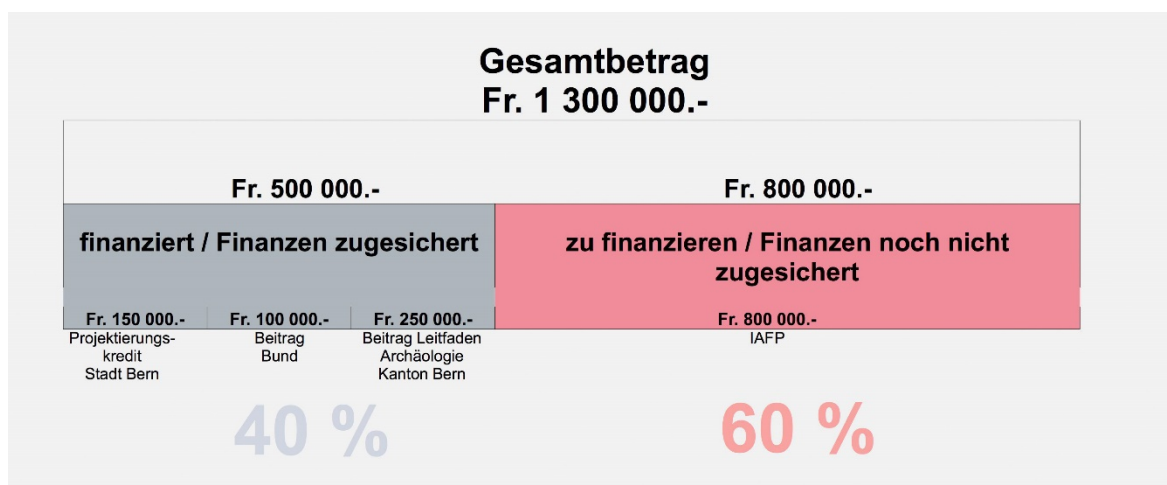 Gesamtbetrag
Fr. 1 300 000.-
Fr. 500 000.-
Fr. 800 000.-
finanziert / Finanzen zugesichert
zu finanzieren / Finanzen noch nicht
zugesichert
Fr. 150 000.-
Projektierungs-
kredit
Stadt Bern
Fr. 100 000.-
Beitrag
Bund
Fr. 250 000.-
Beitrag Leitfaden
Archäologie
Kanton Bern
Fr. 800 000.-
IAFP
40 %
60 %